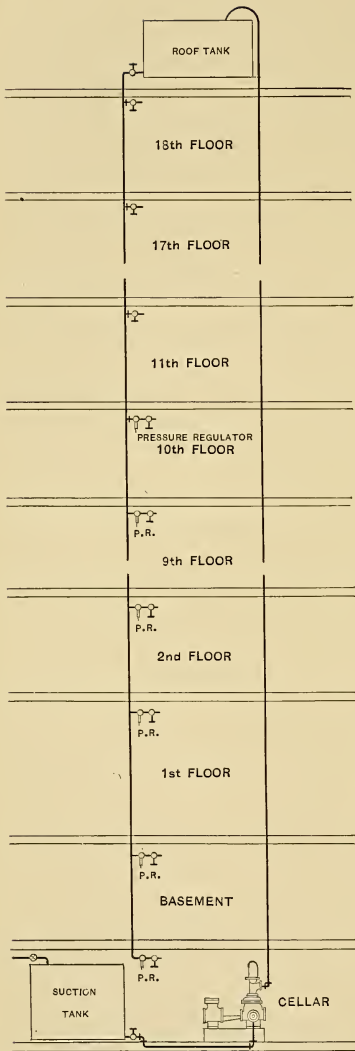 ROOF TANK
18th FLOOR
17th FLOOR
11th FLOOR
PRESSURE REGULATOR
10th FLOOR
P.R.
9th FLOOR
P.R.
2nd FLOOR
P.R.
1st FLOOR
P.R.
BASEMENT
P.R.
SUCTION
TANK
CELLAR